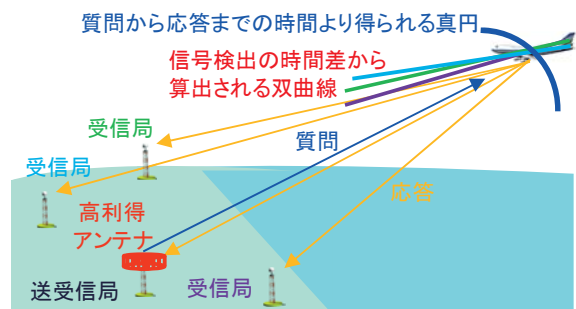 質問から応答までの時間より得られる真円
信号検出の時間差から
算出される双曲線
受信局
質問
受信局
応答
高利得
アンテナ
送受信局
受信局